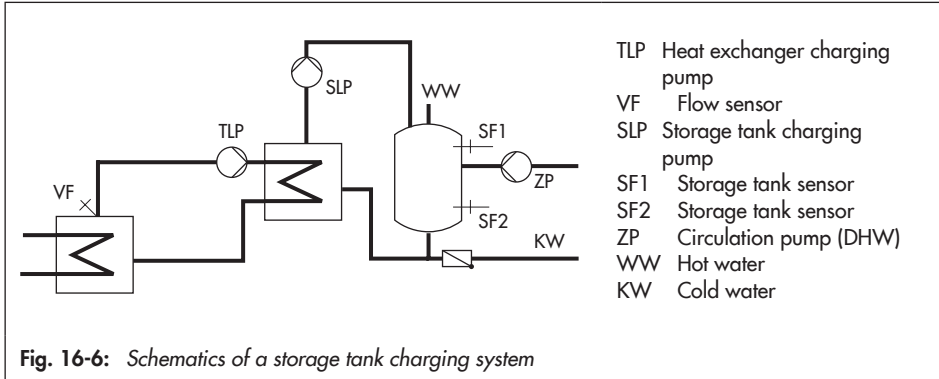 SLP
WW
TLP
SF1
VF
ZP
SF2
KW
TLP Heat exchanger charging
pump
VF Flow sensor
SLP Storage tank charging
pump
SF1 Storage tank sensor
SF2 Storage tank sensor
ZP Circulation pump (DHW)
WW Hot water
KW Cold water
Fig. 16-6: Schematics of a storage tank charging system